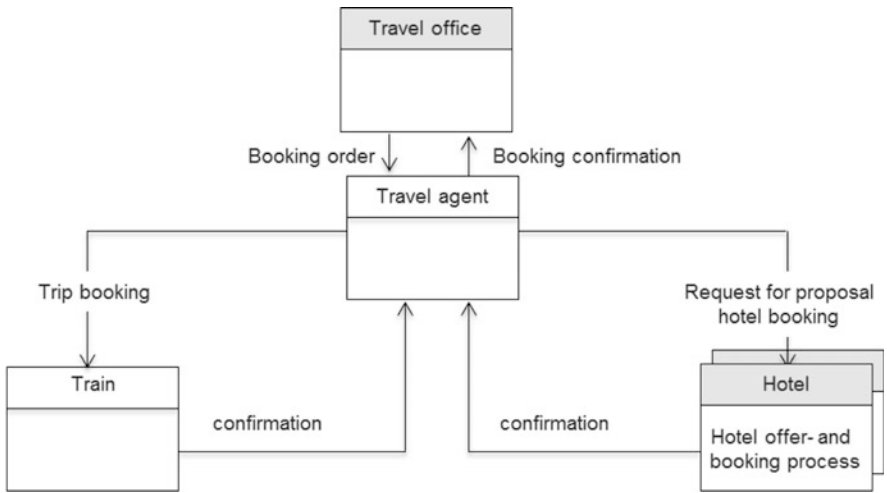 Travel office
Booking order
Booking confirmation
Travel agent
Trip booking
Request for proposal
hotel booking
Train
Hotel
confirmation
confirmation
Hotel offer- and
booking process